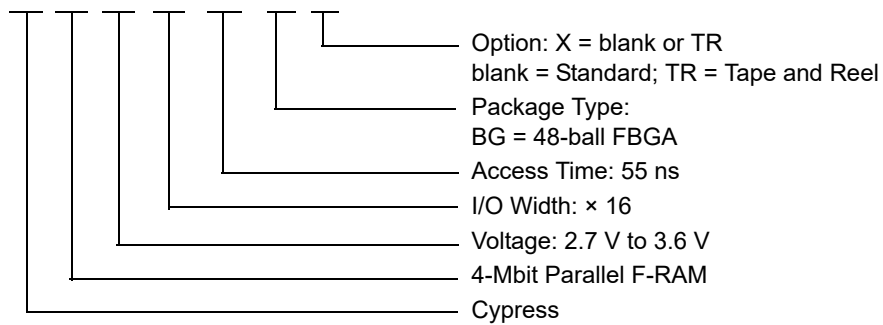 Option: X = blank or TR
blank = Standard; TR = Tape and Reel
Package Type:
BG = 48-ball FBGA
Access Time: 55 ns
I/O Width: × 16
Voltage: 2.7 V to 3.6 V
4-Mbit Parallel F-RAM
Cypress